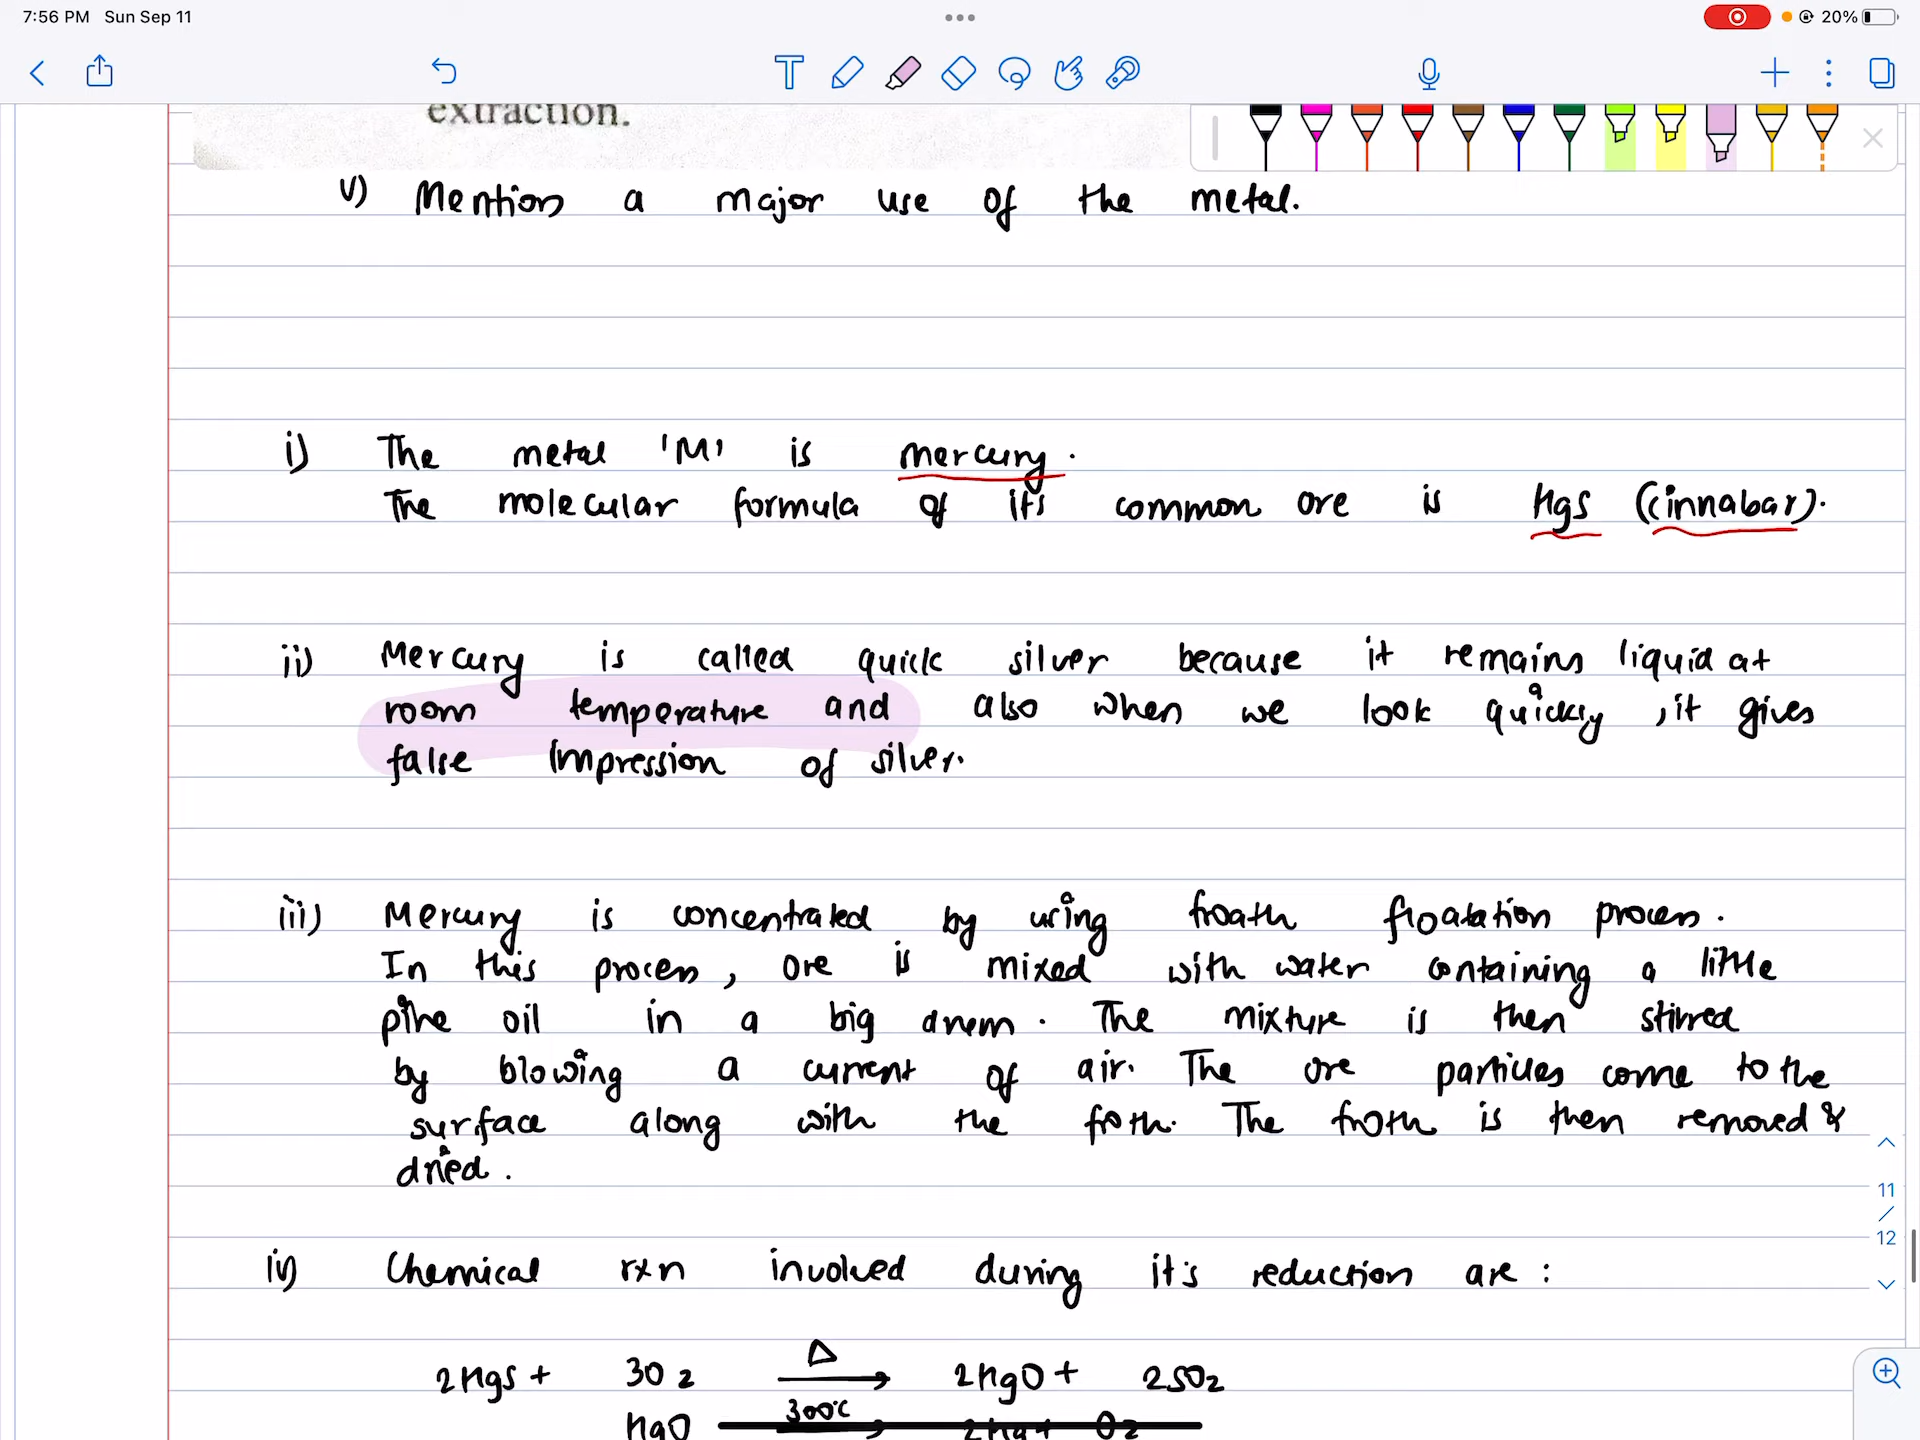 7:56 PM Sun Sep 11
20%
extraction.
v) Mention a major use of the metal.
i) The metal 'M' is mercury.
The molecular formula of it's common ore is HgS (cinnabar).
ii) Mercury is called quick silver because it remains liquid at
room temperature and also when we look quickly, it gives
false impression of silver.
iii) Mercury is concentrated by using froath floatation process.
In this process, ore is mixed with water containing a little
pine oil in a big drum. The mixture is then stirred
by blowing a current of air. The ore particles come to the
surface along with the froth. The froth is then removed &
dried.
11
/
12
iv) Chemical rxn involved during it's reduction are:
2HgS + 3O2 Δ 2HgO + 2SO2
HgO 300°C 2Hg + O2